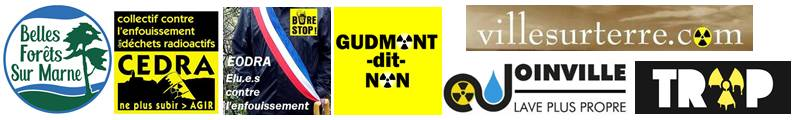 Belles
Forêts
Sur Marne
collectif contre
l'enfouissement
des déchets radioactifs
CEDRA
ne plus subir > AGIR
BURE
STOP!
EODRA
Elu.e.s
contre
l'enfouissement
GUDMONT
-dit-
NON
villesurterre.com
JOINVILLE
LAVE PLUS PROPRE
TROP